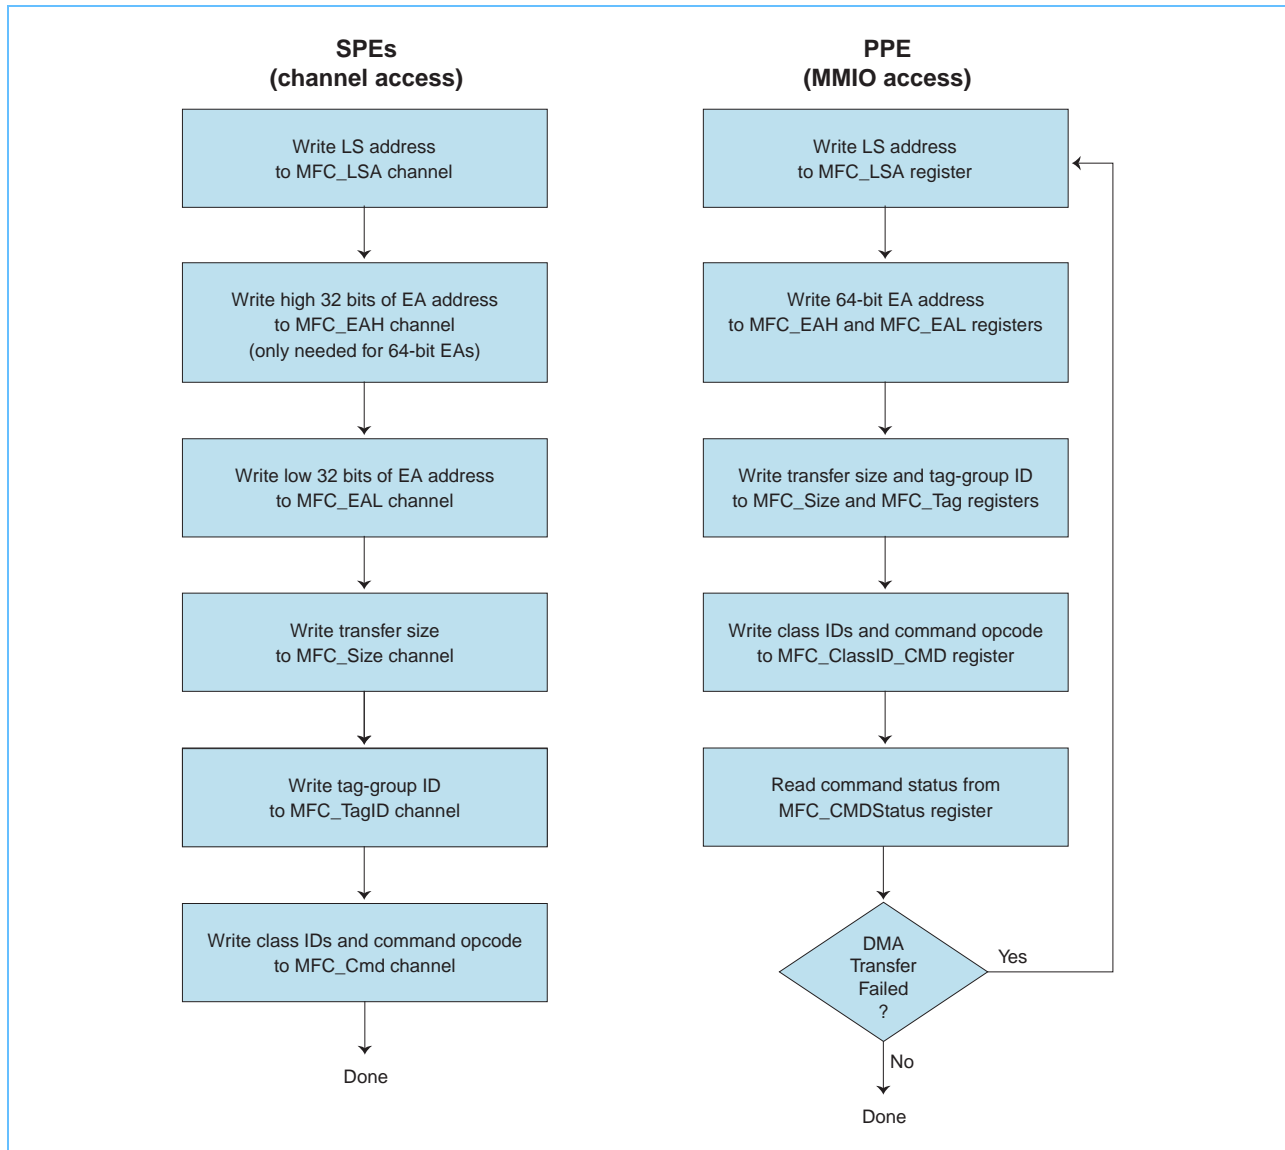 SPEs
(channel access)
Write LS address
to MFC_LSA channel
Write high 32 bits of EA address
to MFC_EAH channel
(only needed for 64-bit EAs)
Write low 32 bits of EA address
to MFC_EAL channel
Write transfer size
to MFC_Size channel
Write tag-group ID
to MFC_TagID channel
Write class IDs and command opcode
to MFC_Cmd channel
Done
PPE
(MMIO access)
Write LS address
to MFC_LSA register
Write 64-bit EA address
to MFC_EAH and MFC_EAL registers
Write transfer size and tag-group ID
to MFC_Size and MFC_Tag registers
Write class IDs and command opcode
to MFC_ClassID_CMD register
Read command status from
MFC_CMDStatus register
DMA
Transfer
Failed
?
Yes
No
Done